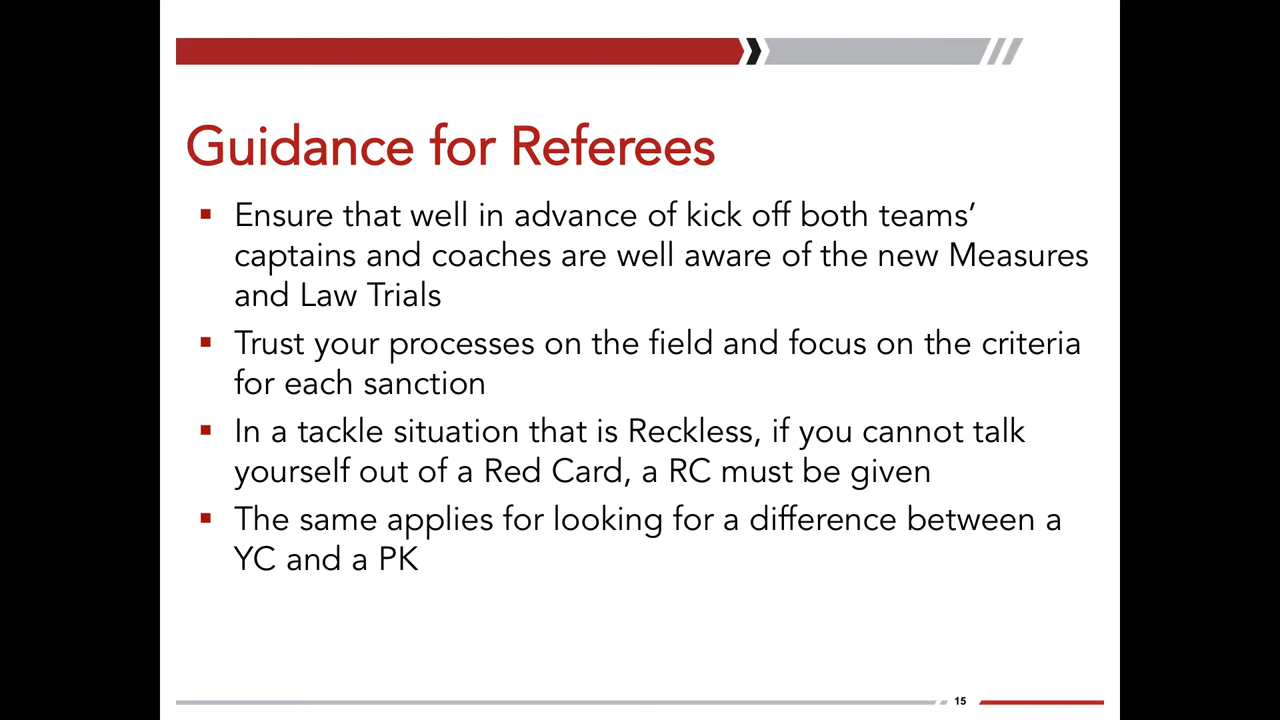 Guidance for Referees
▪ Ensure that well in advance of kick off both teams’
captains and coaches are well aware of the new Measures
and Law Trials
▪ Trust your processes on the field and focus on the criteria
for each sanction
▪ In a tackle situation that is Reckless, if you cannot talk
yourself out of a Red Card, a RC must be given
▪ The same applies for looking for a difference between a
YC and a PK
15